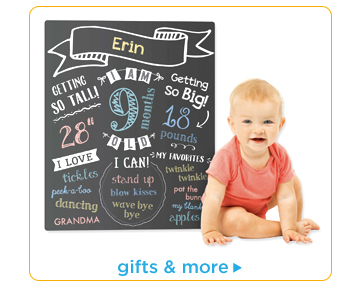 Erin
GETTING
SO TALL!
28"
I AM
9
months
OLD
GETTING
SO BIG!
18
pounds
I LOVE
tickles
peek-a-boo
dancing
GRANDMA
I CAN!
stand up
blow kisses
wave bye
bye
MY FAVORITES
twinkle
twinkle
pat the
bunny
my blanket
apples
gifts & more